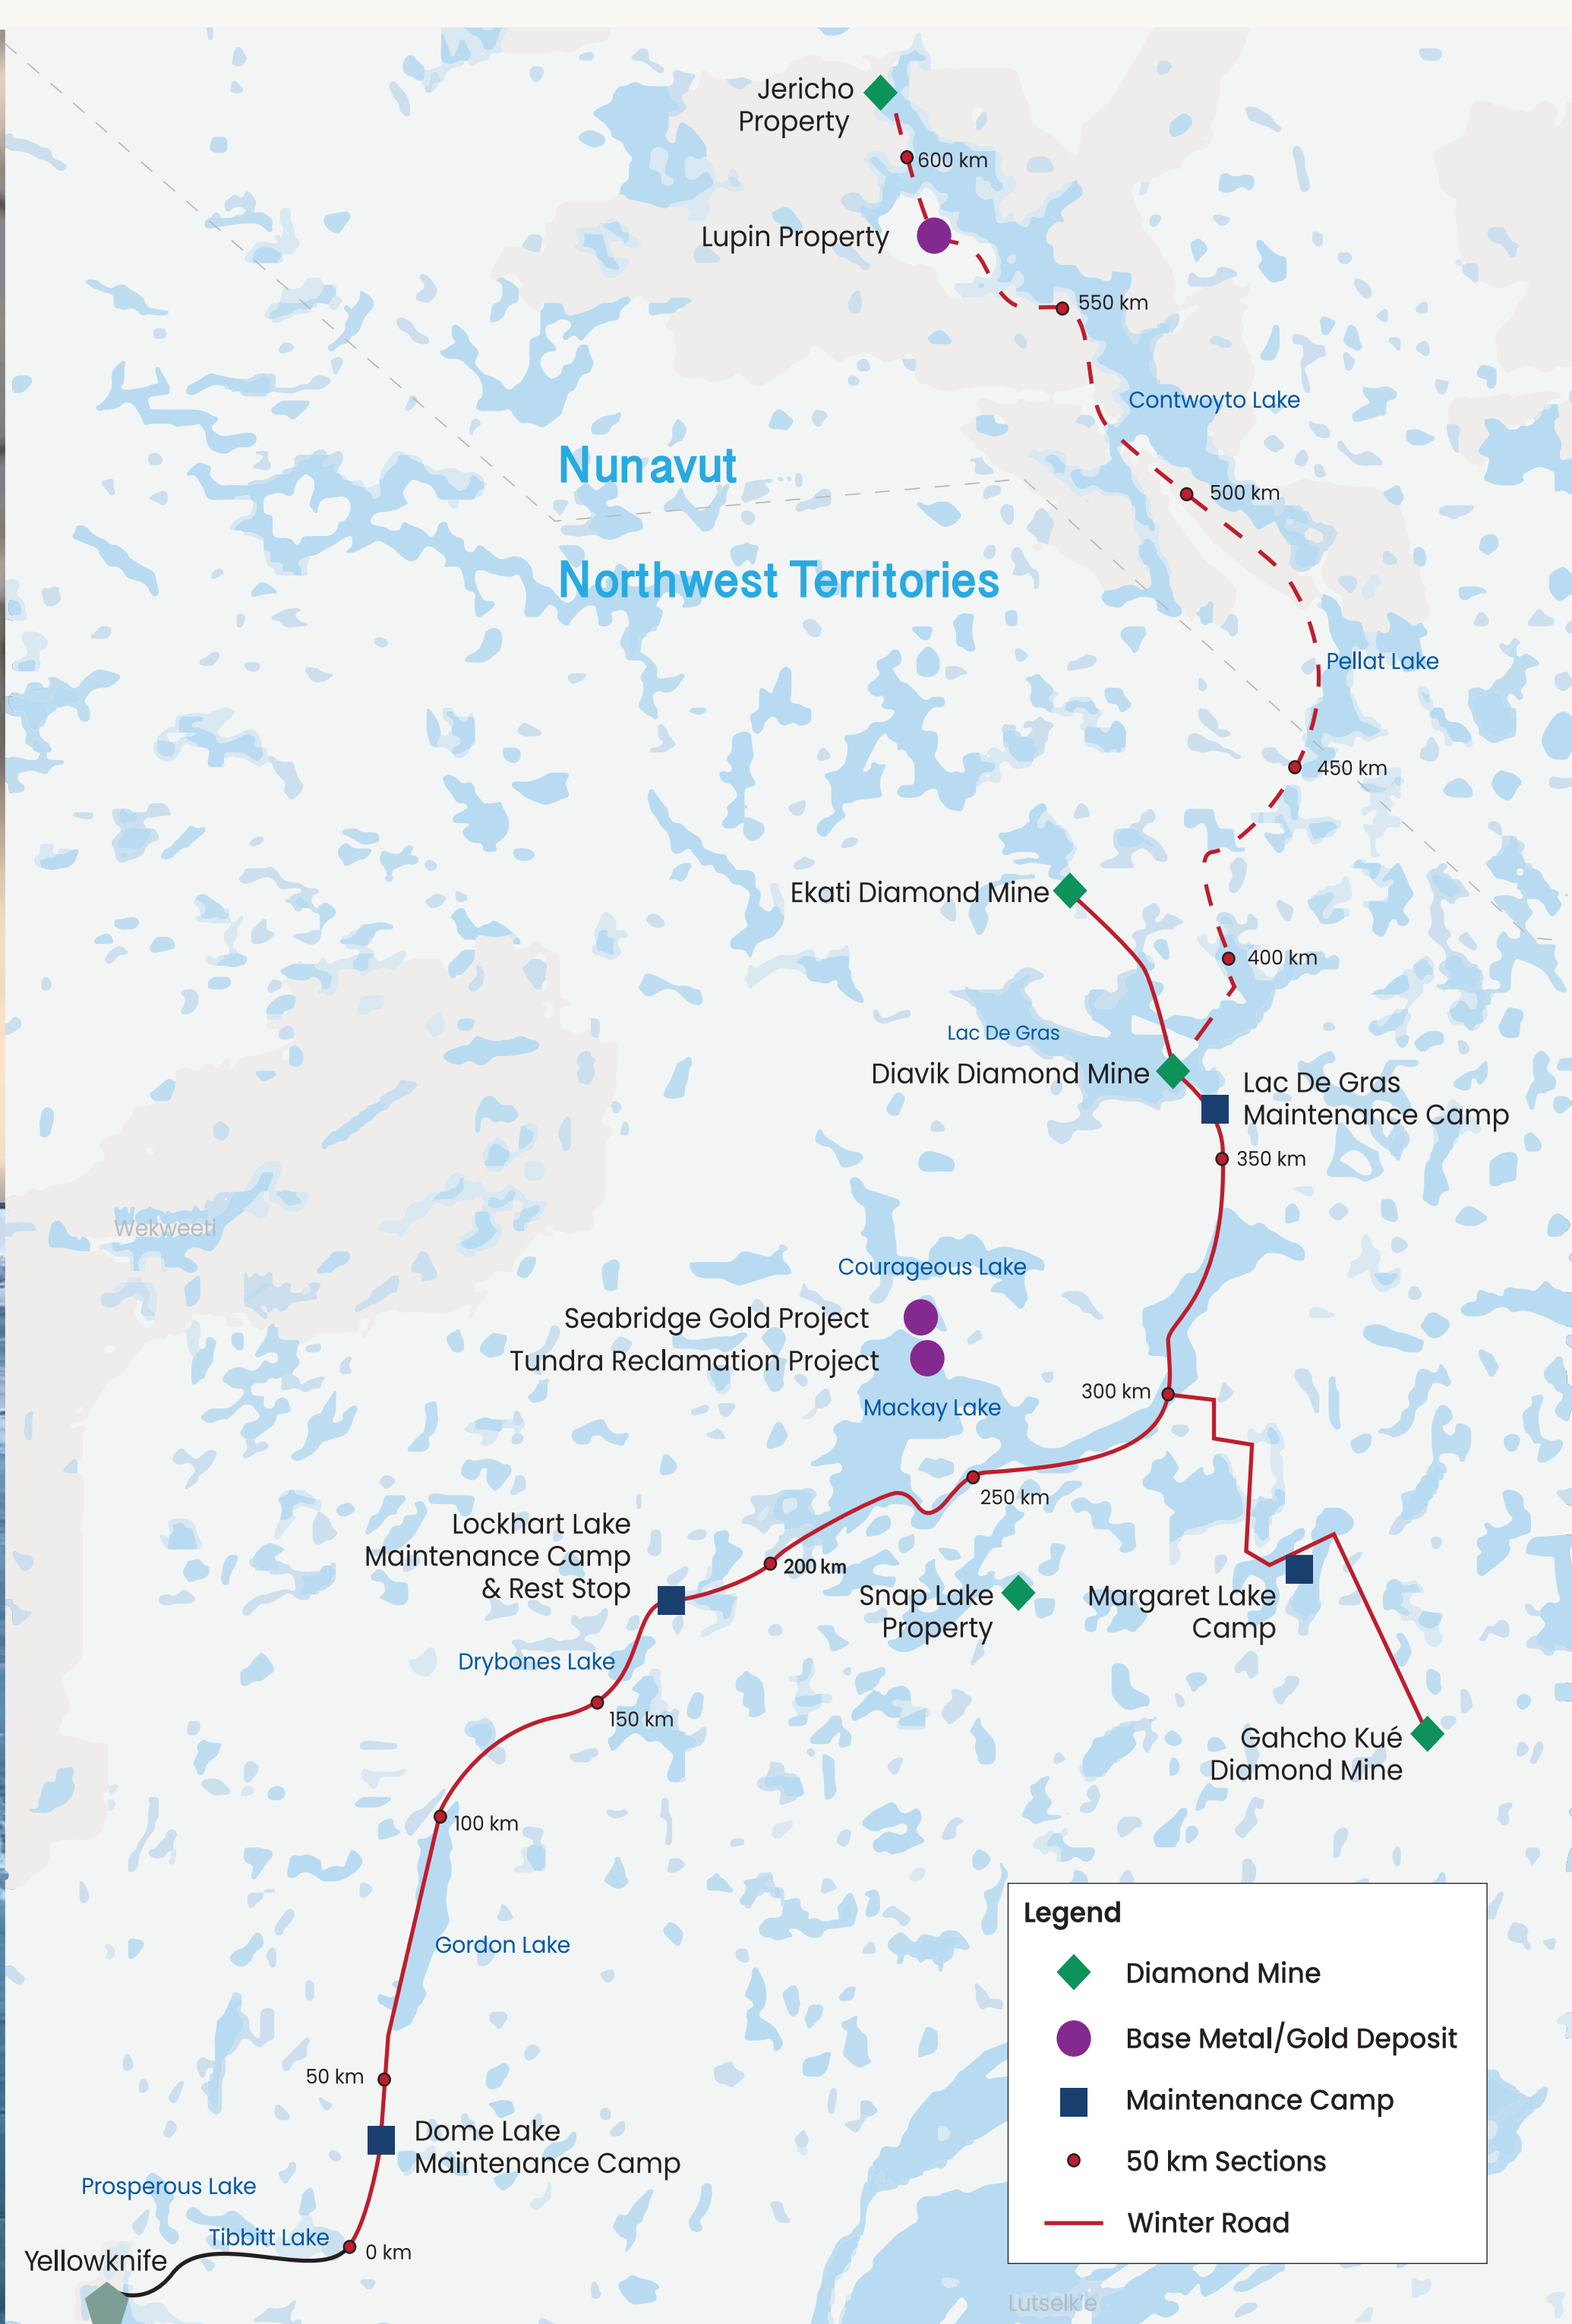 Jericho
Property
600 km
Lupin Property
550 km
Contwoyto Lake
Nunavut
500 km
Northwest Territories
Pellat Lake
450 km
Ekati Diamond Mine
400 km
Lac De Gras
Diavik Diamond Mine
Lac De Gras
Maintenance Camp
350 km
Wekweeti
Courageous Lake
Seabridge Gold Project
Tundra Reclamation Project
300 km
Mackay Lake
250 km
Lockhart Lake
Maintenance Camp
& Rest Stop
200 km
Snap Lake
Property
Margaret Lake
Camp
Drybones Lake
150 km
Gahcho Kué
Diamond Mine
100 km
Gordon Lake
50 km
Dome Lake
Maintenance Camp
Prosperous Lake
Tibbitt Lake
0 km
Yellowknife
Legend
Diamond Mine
Base Metal/Gold Deposit
Maintenance Camp
50 km Sections
Winter Road
Lutselk'e